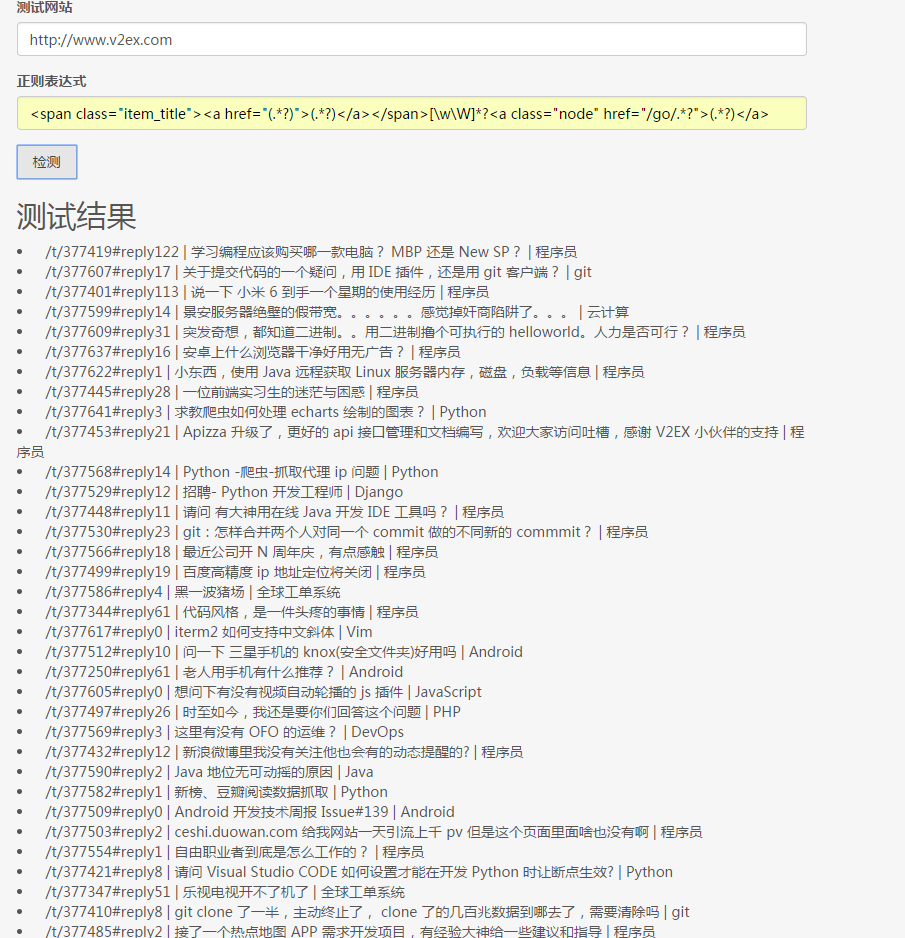 测试网站
http://www.v2ex.com
正则表达式
<span class="item_title"><a href="(.*?)">(.*?)</a></span>[\w\W]*?<a class="node" href="/go/.*?">(.*?)</a>
检测
测试结果
• /t/377419#reply122 | 学习编程应该购买哪一款电脑？ MBP 还是 New SP？ | 程序员
• /t/377607#reply17 | 关于提交代码的一个疑问，用 IDE 插件，还是用 git 客户端？ | git
• /t/377401#reply113 | 说一下 小米 6 到手一个星期的使用经历 | 程序员
• /t/377599#reply14 | 景安服务器绝壁的假带宽。。。。。。感觉掉奸商陷阱了。。。 | 云计算
• /t/377609#reply31 | 突发奇想，都知道二进制。。用二进制撸个可执行的 helloworld。人力是否可行？ | 程序员
• /t/377637#reply16 | 安卓上什么浏览器干净好用无广告？ | 程序员
• /t/377622#reply1 | 小东西，使用 Java 远程获取 Linux 服务器内存，磁盘，负载等信息 | 程序员
• /t/377445#reply28 | 一位前端实习生的迷茫与困惑 | 程序员
• /t/377641#reply3 | 求教爬虫如何处理 echarts 绘制的图表？ | Python
• /t/377453#reply21 | Apizza 升级了，更好的 api 接口管理和文档编写，欢迎大家访问吐槽，感谢 V2EX 小伙伴的支持 | 程
序员
• /t/377568#reply14 | Python -爬虫-抓取代理 ip 问题 | Python
• /t/377529#reply12 | 招聘- Python 开发工程师 | Django
• /t/377448#reply11 | 请问 有大神用在线 Java 开发 IDE 工具吗？ | 程序员
• /t/377530#reply23 | git：怎样合并两个人对同一个 commit 做的不同新的 commmit？ | 程序员
• /t/377566#reply18 | 最近公司开 N 周年庆，有点感触 | 程序员
• /t/377499#reply19 | 百度高精度 ip 地址定位将关闭 | 程序员
• /t/377586#reply4 | 黑一波猪场 | 全球工单系统
• /t/377344#reply61 | 代码风格，是一件头疼的事情 | 程序员
• /t/377617#reply0 | iterm2 如何支持中文斜体 | Vim
• /t/377512#reply10 | 问一下 三星手机的 knox(安全文件夹)好用吗 | Android
• /t/377250#reply61 | 老人用手机有什么推荐？ | Android
• /t/377605#reply0 | 想问下有没有视频自动轮播的 js 插件 | JavaScript
• /t/377497#reply26 | 时至如今，我还是要你们回答这个问题 | PHP
• /t/377569#reply3 | 这里有没有 OFO 的运维？ | DevOps
• /t/377432#reply12 | 新浪微博里我没有关注他也会有的动态提醒的? | 程序员
• /t/377590#reply2 | Java 地位无可动摇的原因 | Java
• /t/377582#reply1 | 新榜、豆瓣阅读数据抓取 | Python
• /t/377509#reply0 | Android 开发技术周报 Issue#139 | Android
• /t/377503#reply2 | ceshi.duowan.com 给我网站一天引流上千 pv 但是这个页面里面啥也没有啊 | 程序员
• /t/377554#reply1 | 自由职业者到底是怎么工作的？ | 程序员
• /t/377421#reply8 | 请问 Visual Studio CODE 如何设置才能在开发 Python 时让断点生效? | Python
• /t/377347#reply51 | 乐视电视开不了机了 | 全球工单系统
• /t/377410#reply8 | git clone 了一半，主动终止了， clone 了的几百兆数据到哪去了，需要清除吗 | git
• /t/377485#reply2 | 接了一个热点地图 APP 需求开发项目，有经验大神给一些建议和指导 | 程序员